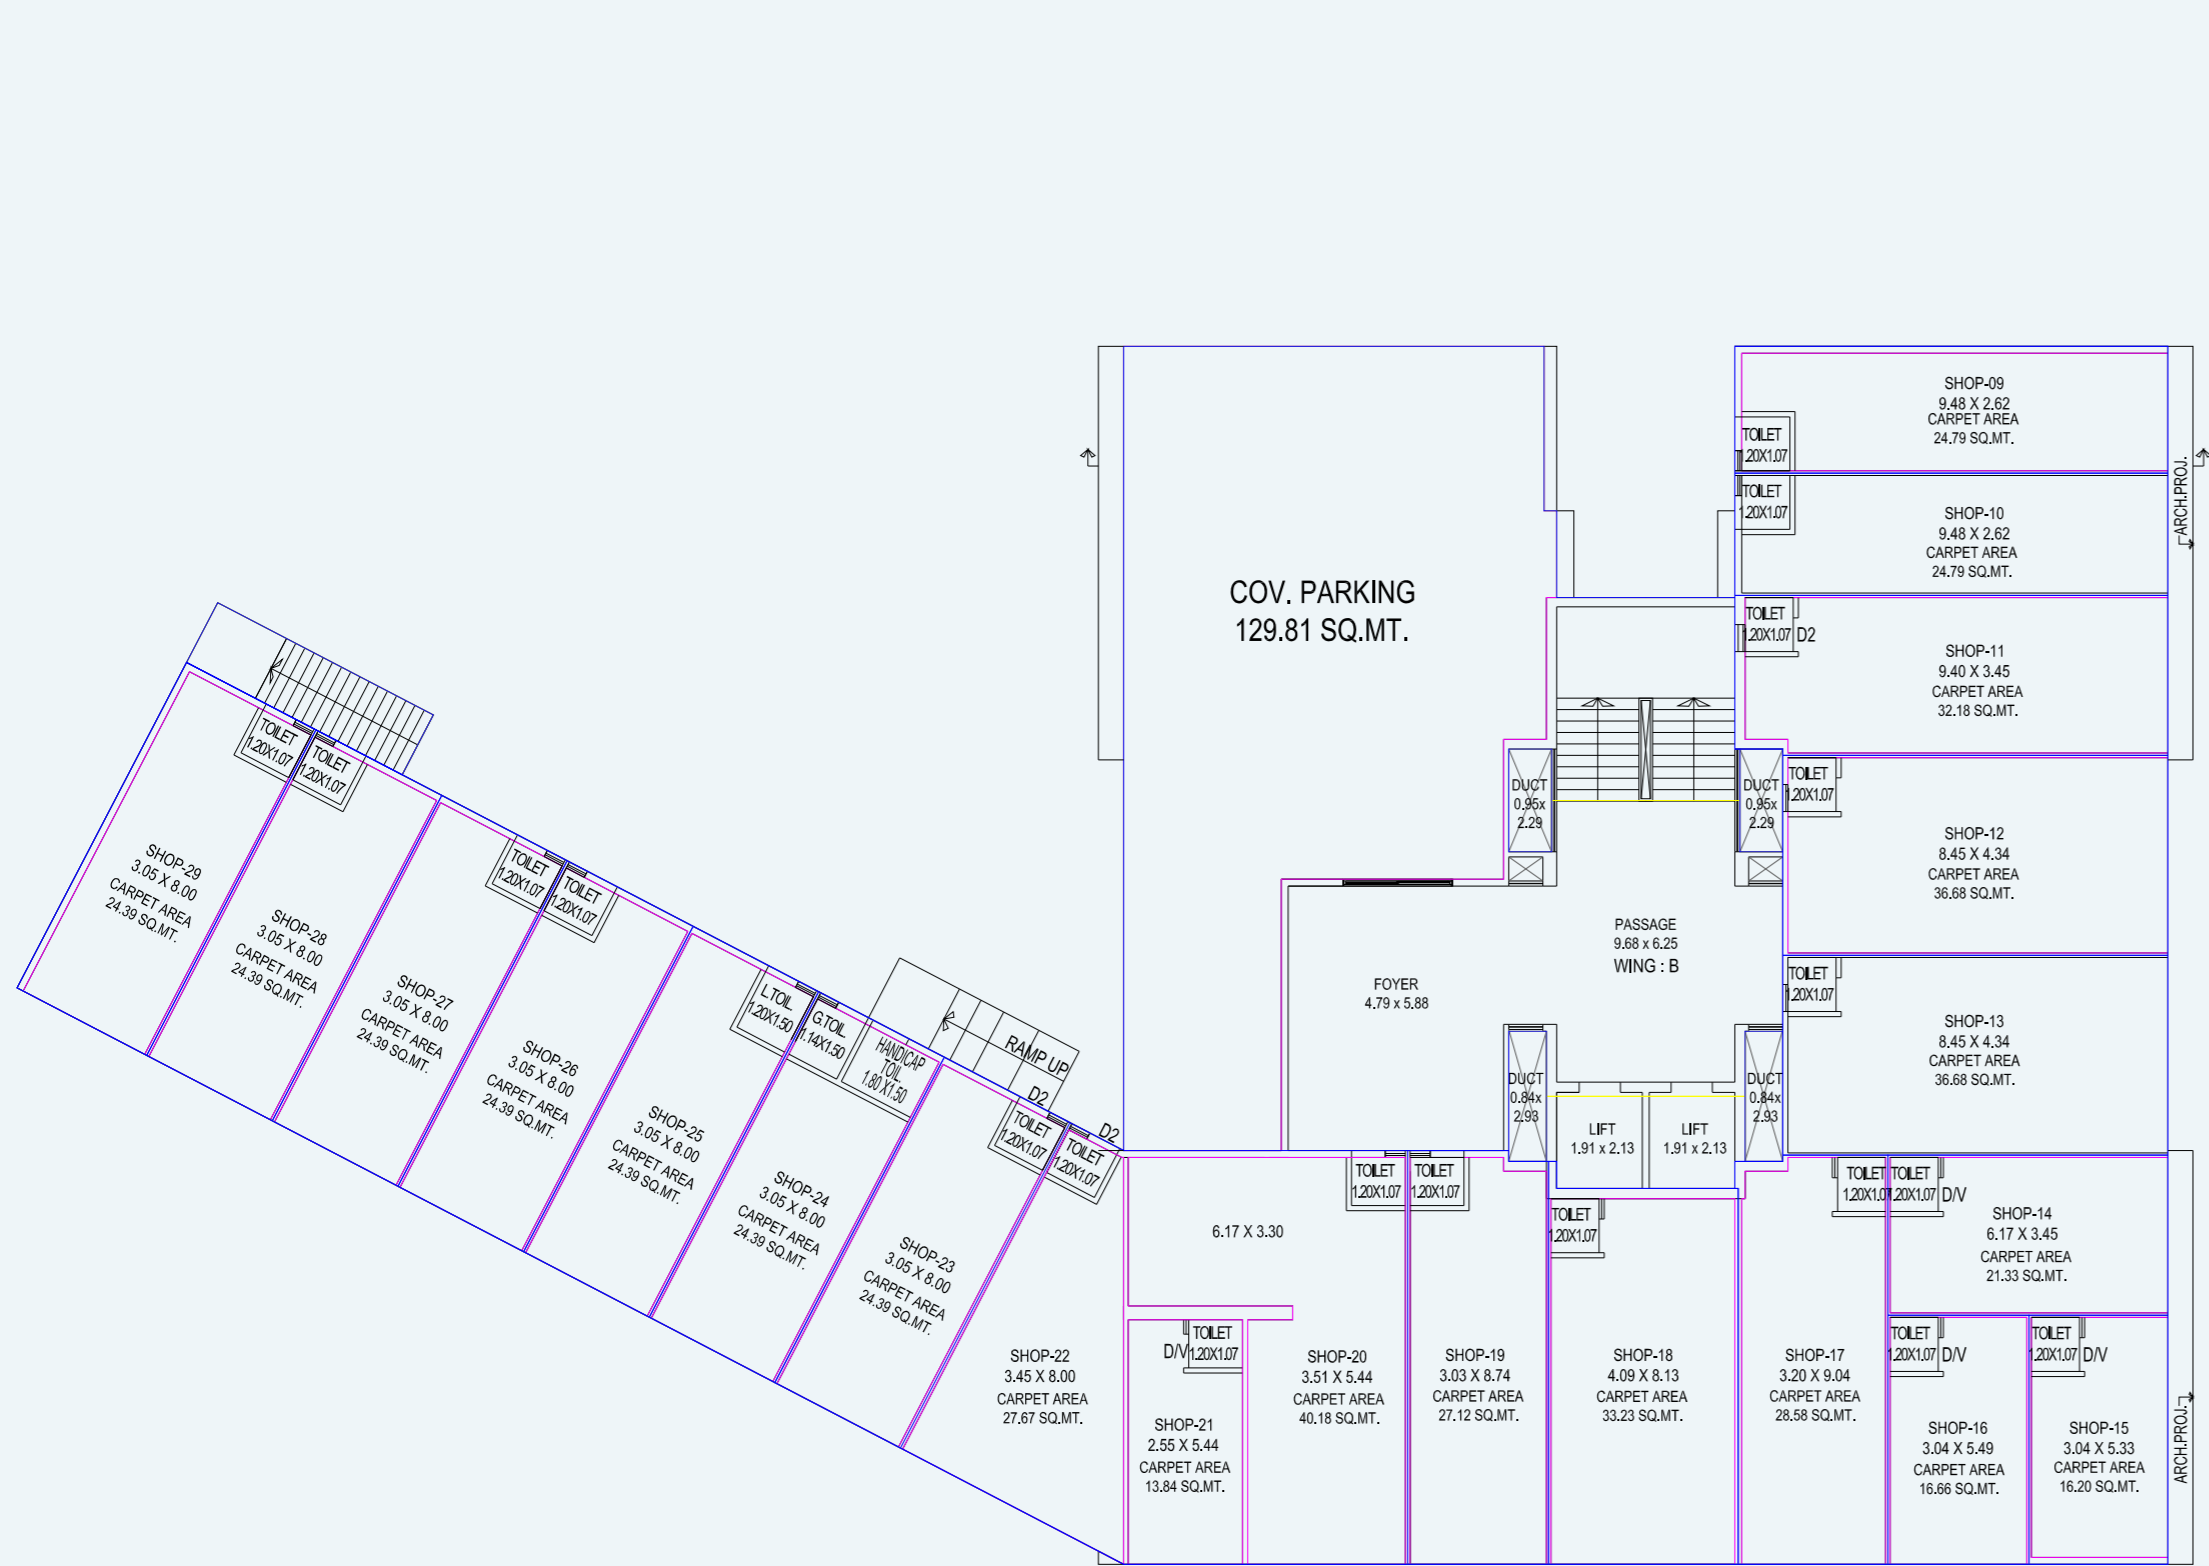 SHOP-09
9.48 X 2.62
CARPET AREA
24.79 SQ.MT.
TOILET
1.20X1.07
ARCH.PROJ.
TOILET
1.20X1.07
SHOP-10
9.48 X 2.62
CARPET AREA
24.79 SQ.MT.
COV. PARKING
129.81 SQ.MT.
TOILET
1.20X1.07
D2
SHOP-11
9.40 X 3.45
CARPET AREA
32.18 SQ.MT.
DUCT
0.95x
2.29
DUCT
0.95x
2.29
TOILET
1.20X1.07
SHOP-12
8.45 X 4.34
CARPET AREA
36.68 SQ.MT.
PASSAGE
9.68 x 6.25
WING : B
FOYER
4.79 x 5.88
TOILET
1.20X1.07
SHOP-13
8.45 X 4.34
CARPET AREA
36.68 SQ.MT.
DUCT
0.84x
2.93
LIFT
1.91 x 2.13
LIFT
1.91 x 2.13
DUCT
0.84x
2.93
TOILET
1.20X1.07
TOILET
1.20X1.07
SHOP-29
3.05 X 8.00
CARPET AREA
24.39 SQ.MT.
SHOP-28
3.05 X 8.00
CARPET AREA
24.39 SQ.MT.
TOILET
1.20X1.07
TOILET
1.20X1.07
SHOP-27
3.05 X 8.00
CARPET AREA
24.39 SQ.MT.
SHOP-26
3.05 X 8.00
CARPET AREA
24.39 SQ.MT.
L.TOIL.
1.20X1.50
G.TOIL.
1.14X1.50
HANDICAP
TOIL.
1.80X1.50
RAMP UP
SHOP-25
3.05 X 8.00
CARPET AREA
24.39 SQ.MT.
SHOP-24
3.05 X 8.00
CARPET AREA
24.39 SQ.MT.
D2
TOILET
1.20X1.07
D2
TOILET
1.20X1.07
SHOP-23
3.05 X 8.00
CARPET AREA
24.39 SQ.MT.
SHOP-22
3.45 X 8.00
CARPET AREA
27.67 SQ.MT.
6.17 X 3.30
TOILET
1.20X1.07
TOILET
1.20X1.07
TOILET
1.20X1.07
TOILET
1.20X1.07
TOILET
1.20X1.07
D/V
SHOP-14
6.17 X 3.45
CARPET AREA
21.33 SQ.MT.
D/V
TOILET
1.20X1.07
SHOP-21
2.55 X 5.44
CARPET AREA
13.84 SQ.MT.
SHOP-20
3.51 X 5.44
CARPET AREA
40.18 SQ.MT.
SHOP-19
3.03 X 8.74
CARPET AREA
27.12 SQ.MT.
SHOP-18
4.09 X 8.13
CARPET AREA
33.23 SQ.MT.
SHOP-17
3.20 X 9.04
CARPET AREA
28.58 SQ.MT.
TOILET
1.20X1.07
D/V
SHOP-16
3.04 X 5.49
CARPET AREA
16.66 SQ.MT.
TOILET
1.20X1.07
D/V
SHOP-15
3.04 X 5.33
CARPET AREA
16.20 SQ.MT.
ARCH.PROJ.